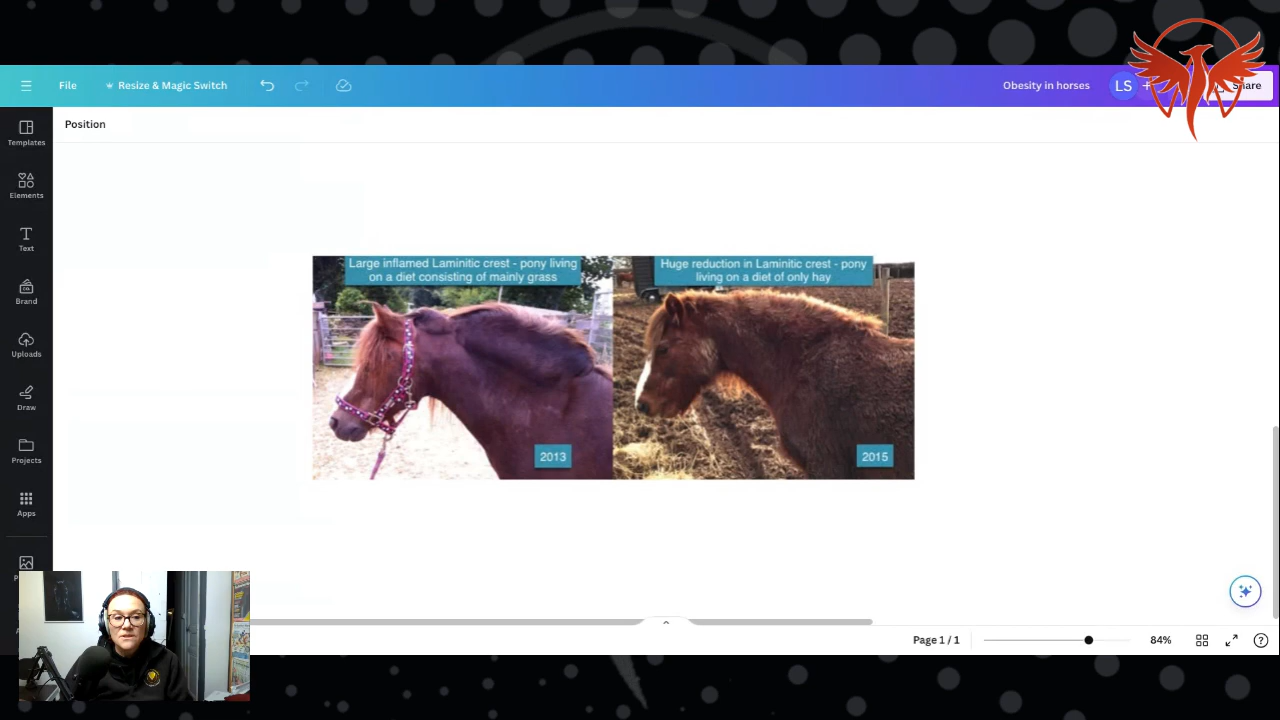 File
Resize & Magic Switch
Obesity in horses
LS
+
Share
Position
Templates
Elements
Text
Brand
Uploads
Draw
Projects
Apps
Large inflamed Laminitic crest - pony living
on a diet consisting of mainly grass
Huge reduction in Laminitic crest - pony
living on a diet of only hay
2013
2015
Page 1 / 1
84%